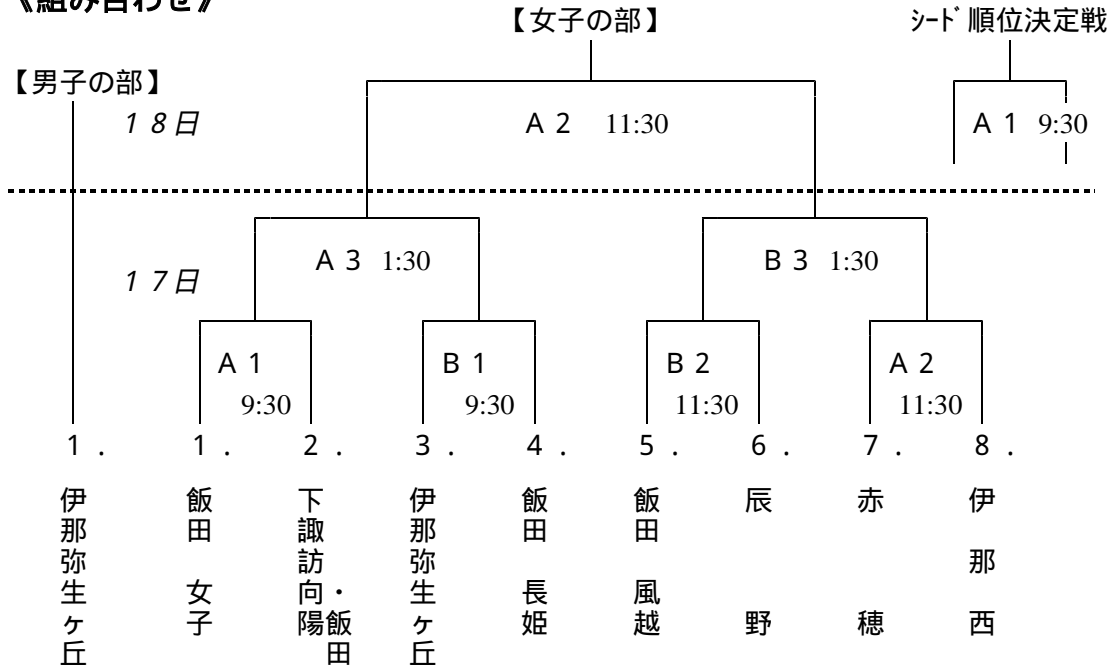 《組み合わせ》
【女子の部】
シード順位決定戦
【男子の部】
18日
A2 11:30
A1 9:30
A3 1:30
B3 1:30
17日
A1
9:30
B1
9:30
B2
11:30
A2
11:30
1.
1.
2.
3.
4.
5.
6.
7.
8.
伊那弥生ヶ丘
飯田 女子
下諏訪向陽
・飯田
伊那弥生ヶ丘
飯田 長姫
飯田 風越
辰 野
赤 穂
伊 那 西